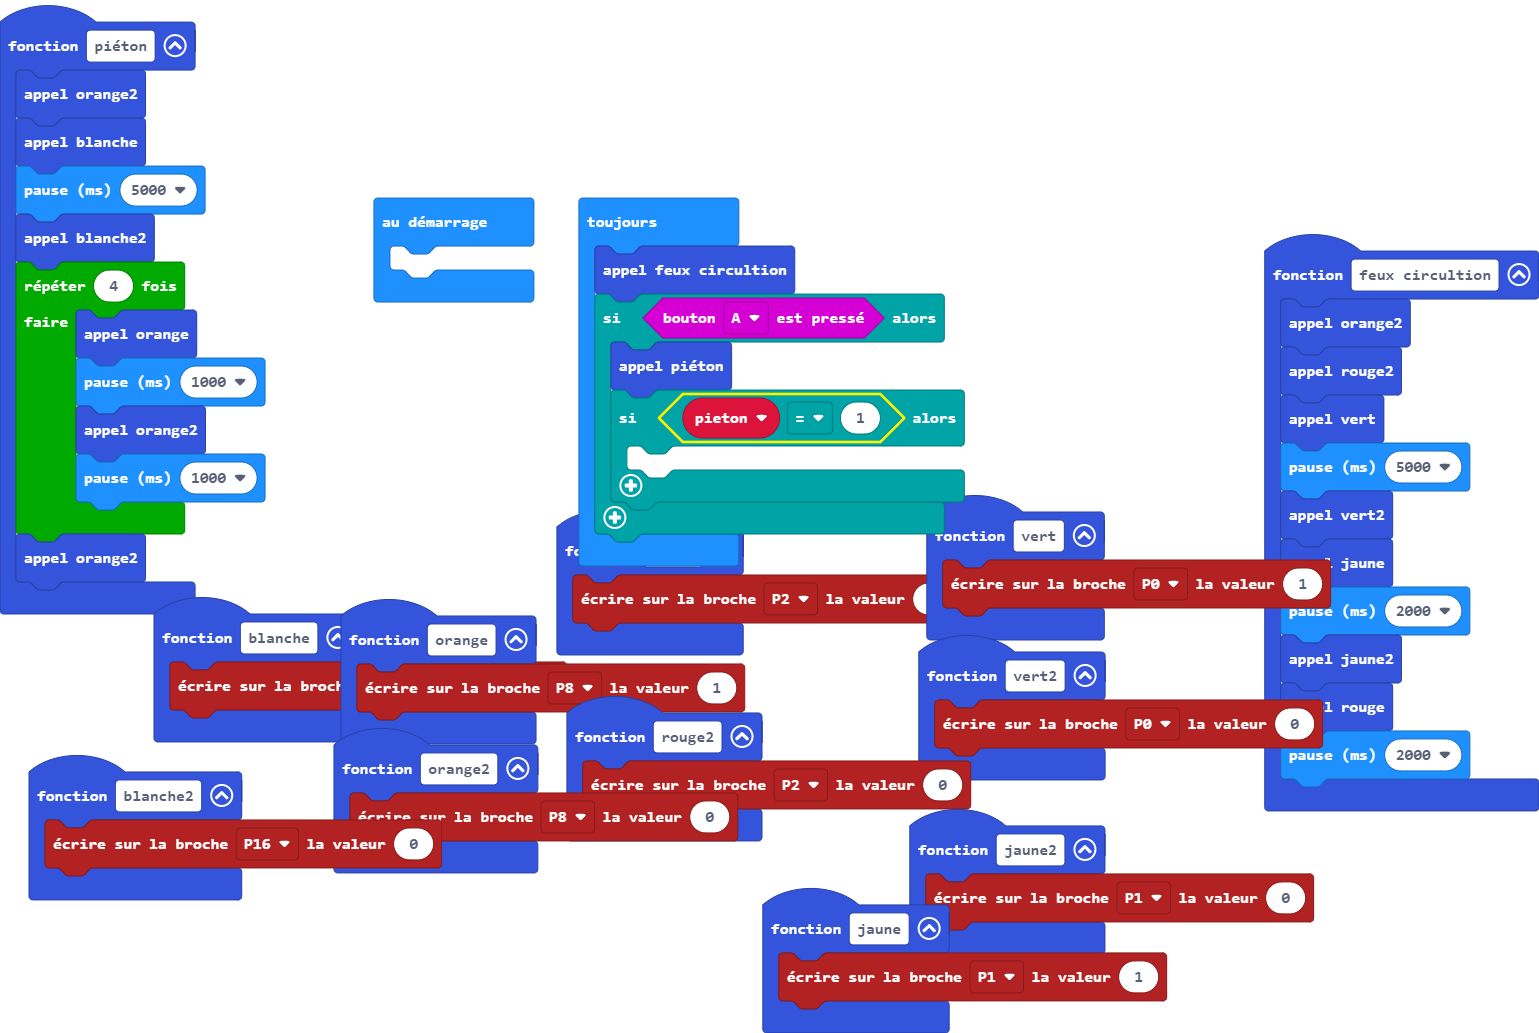 fonction piéton
appel orange2
appel blanche
pause (ms) 5000
appel blanche2
répéter 4 fois
faire
appel orange
pause (ms) 1000
appel orange2
pause (ms) 1000
appel orange2
au démarrage
toujours
appel feux circultion
si bouton A est pressé alors
appel piéton
si pieton = 1 alors
fonction feux circultion
appel orange2
appel rouge2
appel vert
pause (ms) 5000
appel vert2
jaune
pause (ms) 2000
appel jaune2
rouge
pause (ms) 2000
écrire sur la broche P2 la valeur
fonction vert
écrire sur la broche P0 la valeur 1
fonction vert2
écrire sur la broche P0 la valeur 0
fonction blanche
écrire sur la
fonction orange
écrire sur la broche P8 la valeur 1
fonction rouge2
écrire sur la broche P2 la valeur 0
fonction orange2
écrire sur la broche P8 la valeur 0
fonction blanche2
écrire sur la broche P16 la valeur 0
fonction jaune2
écrire sur la broche P1 la valeur 0
fonction jaune
écrire sur la broche P1 la valeur 1